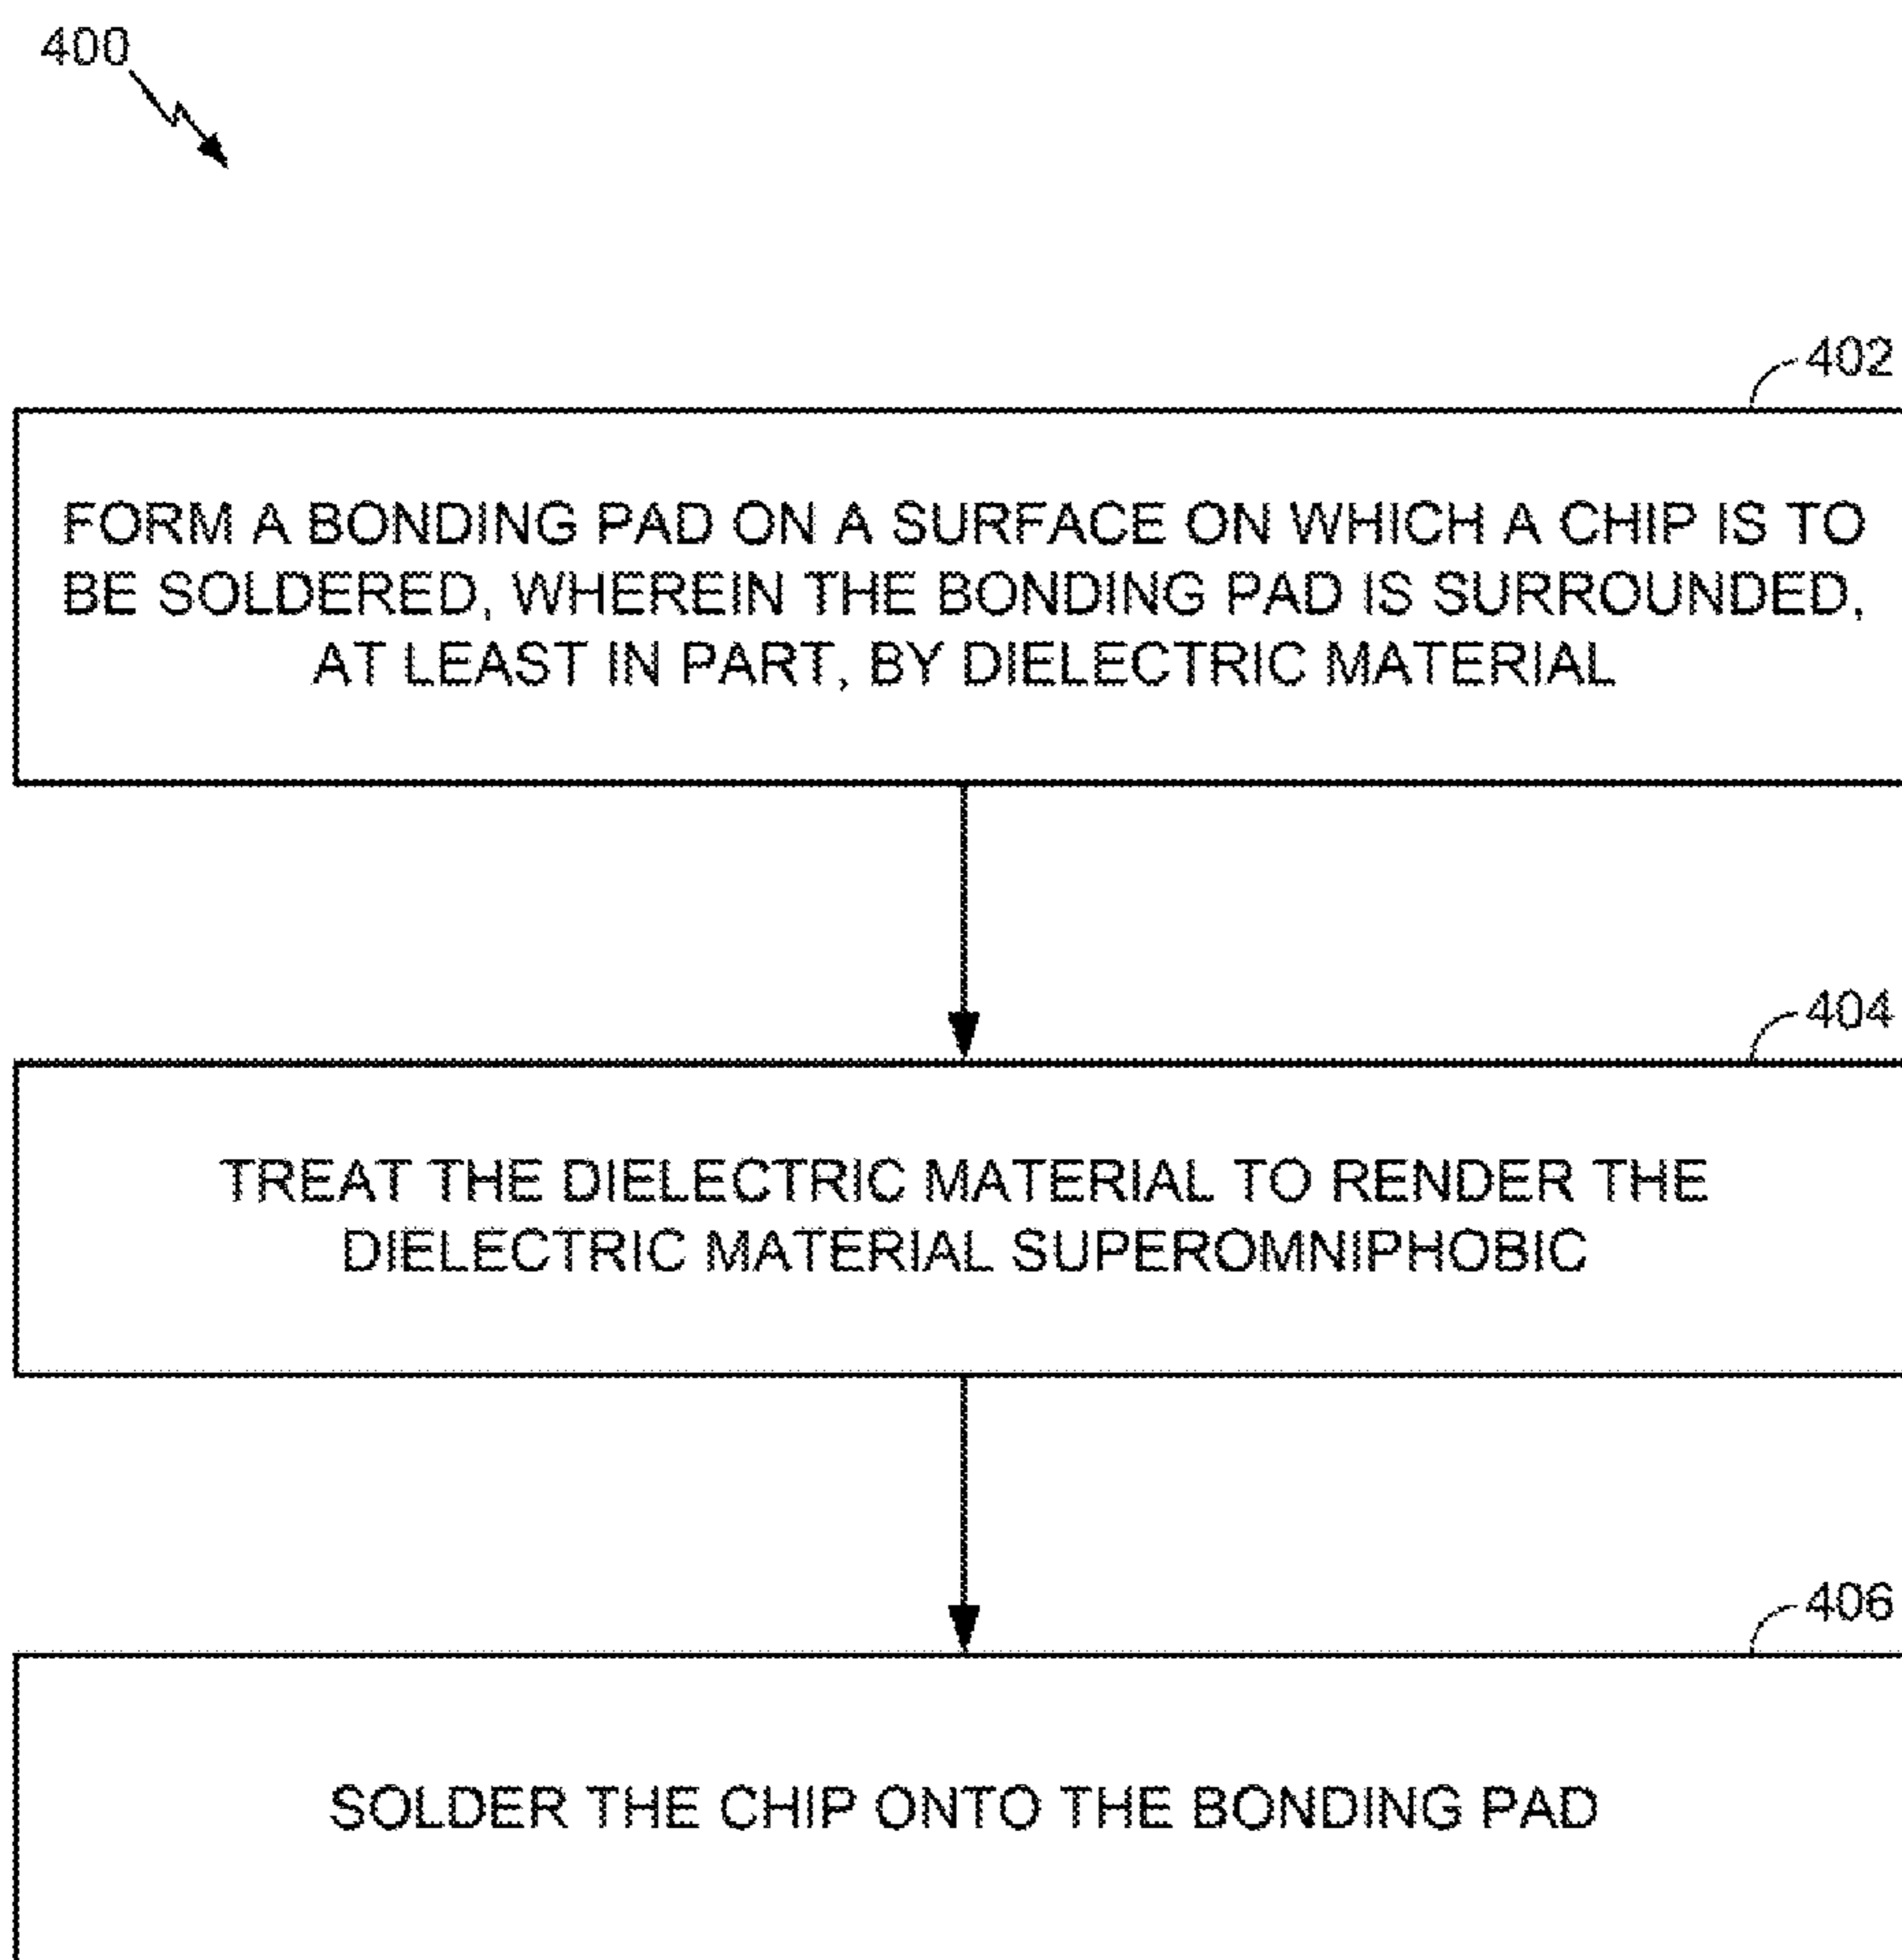 400
402
FORM A BONDING PAD ON A SURFACE ON WHICH A CHIP IS TO
BE SOLDERED, WHEREIN THE BONDING PAD IS SURROUNDED,
AT LEAST IN PART, BY DIELECTRIC MATERIAL
404
TREAT THE DIELECTRIC MATERIAL TO RENDER THE
DIELECTRIC MATERIAL SUPEROMNIPHOBIC
406
SOLDER THE CHIP ONTO THE BONDING PAD